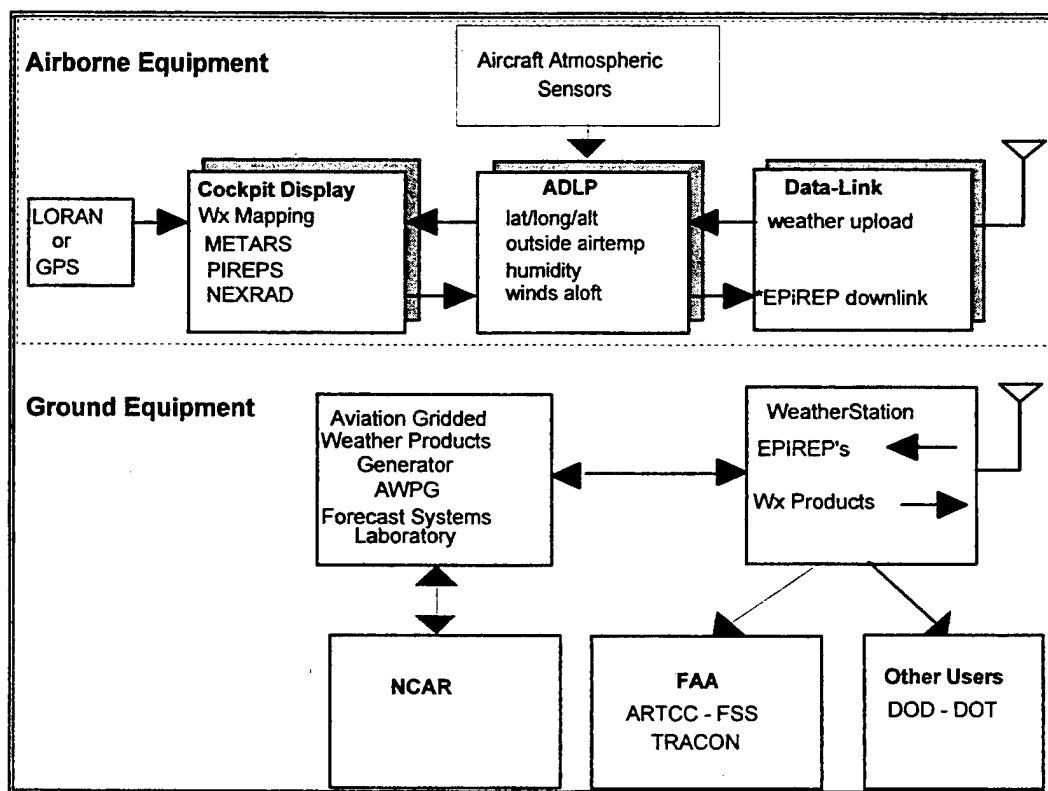 Airborne Equipment
Aircraft Atmospheric
Sensors
LORAN
or
GPS
Cockpit Display
Wx Mapping
METARS
PIREPS
NEXRAD
ADLP
lat/long/alt
outside airtemp
humidity
winds aloft
Data-Link
weather upload
*EPiREP downlink
Ground Equipment
Aviation Gridded
Weather Products
Generator
AWPG
Forecast Systems
Laboratory
WeatherStation
EPiREP's
Wx Products
NCAR
FAA
ARTCC - FSS
TRACON
Other Users
DOD - DOT